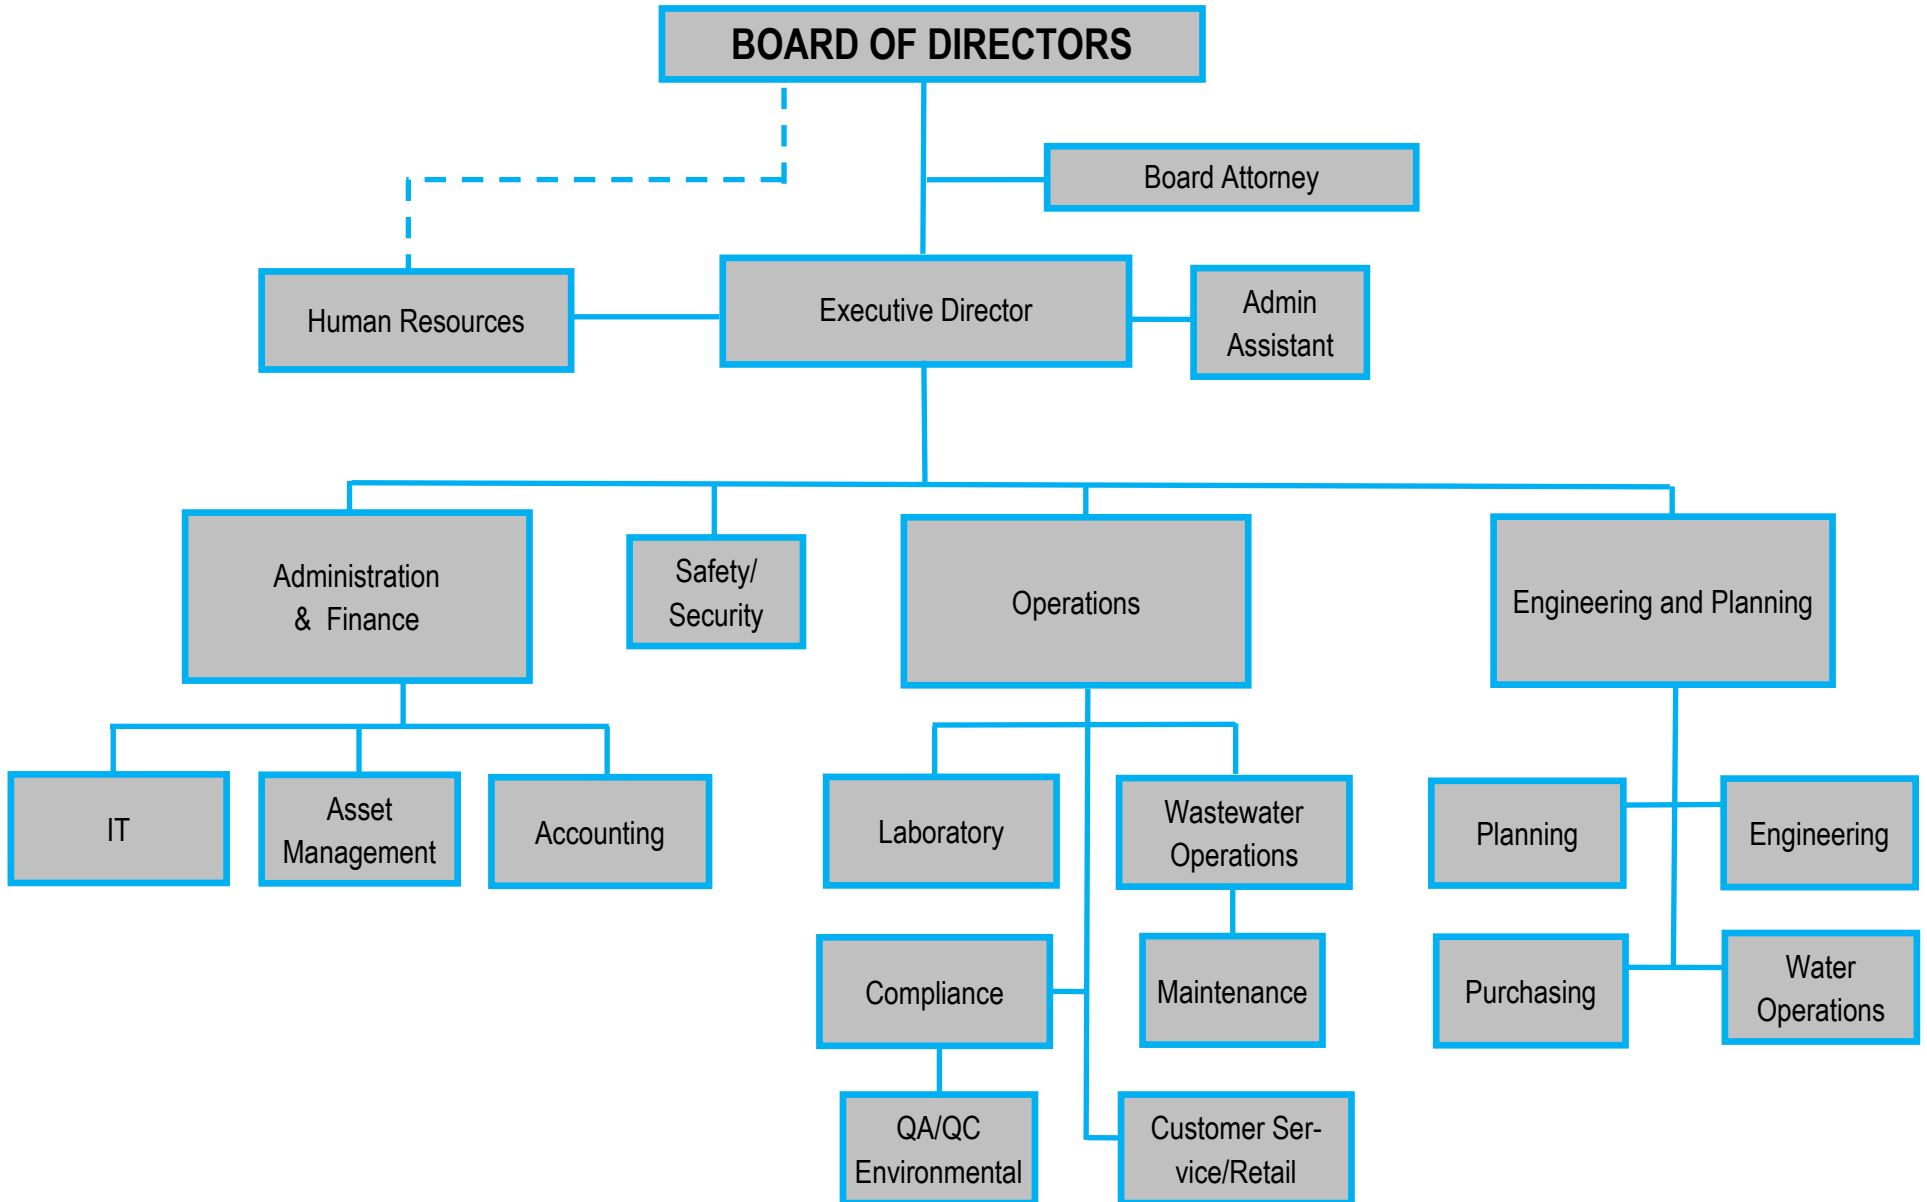 BOARD OF DIRECTORS
Board Attorney
Human Resources
Executive Director
Admin
Assistant
Administration
&  Finance
Safety/
Security
Operations
Engineering and Planning
IT
Asset
Management
Accounting
Laboratory
Wastewater
Operations
Planning
Engineering
Compliance
Maintenance
Purchasing
Water
Operations
QA/QC
Environmental
Customer Ser-
vice/Retail